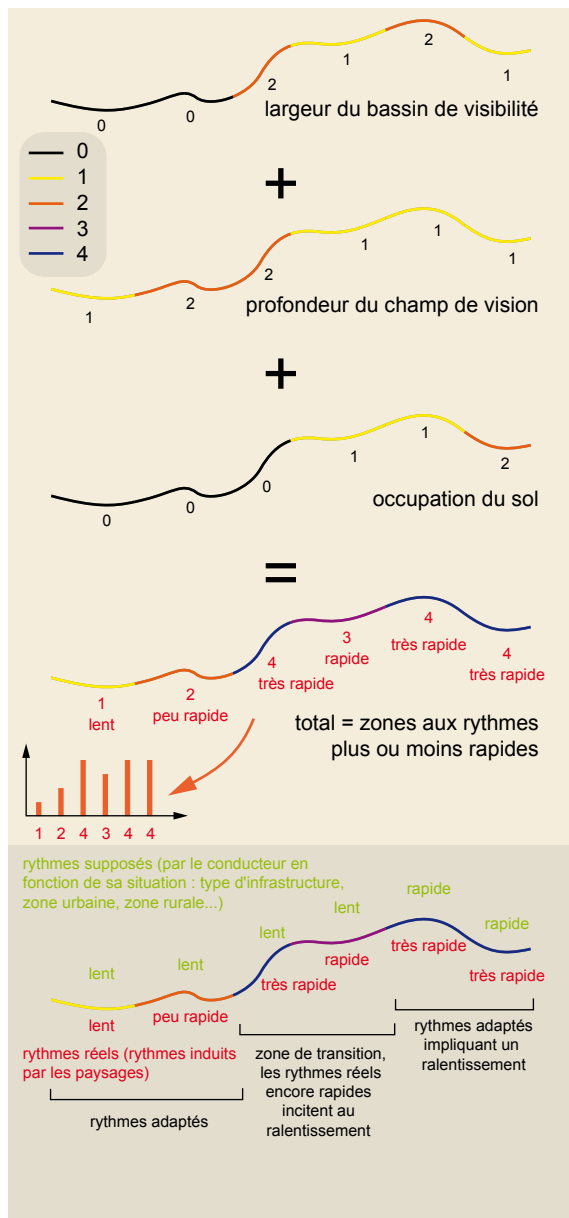 0
0
2
1
2
1
largeur du bassin de visibilité
0
1
2
3
4
+
1
2
2
1
1
1
profondeur du champ de vision
+
0
0
0
1
1
2
occupation du sol
=
1
lent
2
peu rapide
4
très rapide
3
rapide
4
très rapide
4
très rapide
total = zones aux rythmes
plus ou moins rapides
1 2 4 3 4 4
rythmes supposés (par le conducteur en
fonction de sa situation : type d'infrastructure,
zone urbaine, zone rurale...)
lent
lent
lent
lent
rapide
rapide
lent
peu rapide
très rapide
rapide
très rapide
très rapide
rythmes réels (rythmes induits
par les paysages)
rythmes adaptés
zone de transition,
les rythmes réels
encore rapides
incitent au
ralentissement
rythmes adaptés
impliquant un
ralentissement